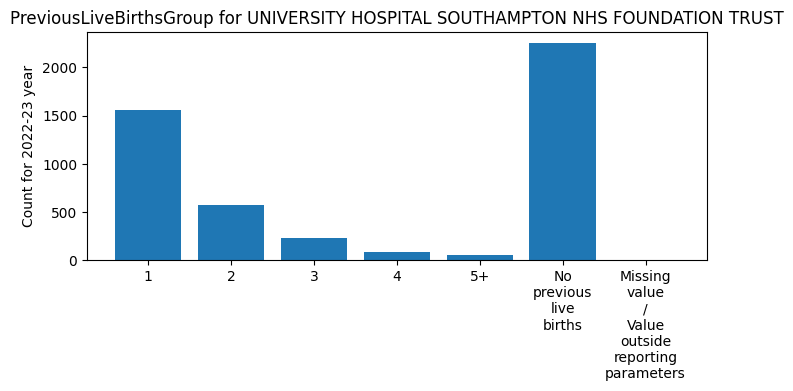 PreviousLiveBirthsGroup for UNIVERSITY HOSPITAL SOUTHAMPTON NHS FOUNDATION TRUST
Count for 2022-23 year
2000
1500
1000
500
0
1
2
3
4
5+
No
previous
live
births
Missing
value
/
Value
outside
reporting
parameters